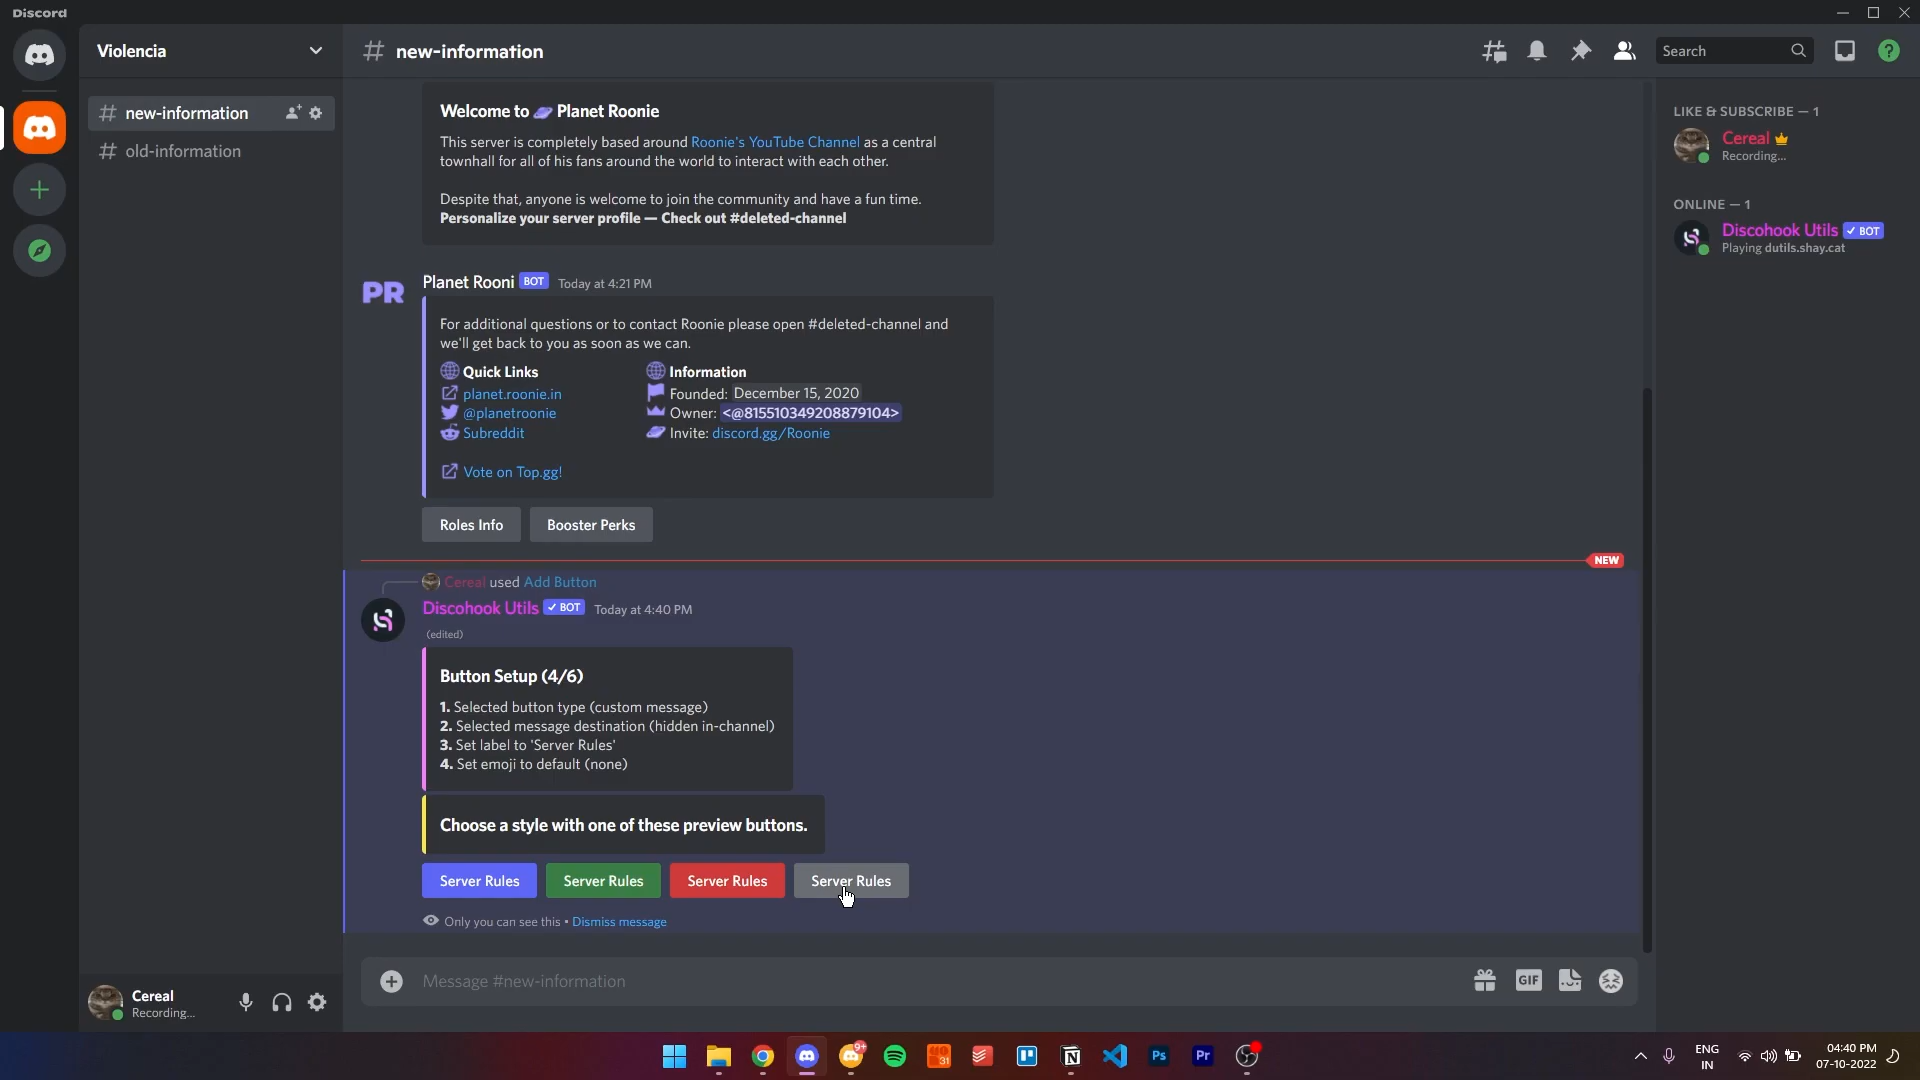 Discord
Violencia
new-information
old-information
new-information
Search
Welcome to Planet Roonie
This server is completely based around Roonie's YouTube Channel as a central
townhall for all of his fans around the world to interact with each other.
Despite that, anyone is welcome to join the community and have a fun time.
Personalize your server profile — Check out #deleted-channel
PR
Planet Rooni BOT Today at 4:21 PM
For additional questions or to contact Roonie please open #deleted-channel and
we'll get back to you as soon as we can.
Quick Links
planet.roonie.in
@planetroonie
Subreddit
Vote on Top.gg!
Information
Founded: December 15, 2020
Owner: <@815510349208879104>
Invite: discord.gg/Roonie
Roles Info
Booster Perks
NEW
Cereal used Add Button
Discohook Utils ✓ BOT Today at 4:40 PM
(edited)
Button Setup (4/6)
1. Selected button type (custom message)
2. Selected message destination (hidden in-channel)
3. Set label to 'Server Rules'
4. Set emoji to default (none)
Choose a style with one of these preview buttons.
Server Rules
Server Rules
Server Rules
Server Rules
Only you can see this • Dismiss message
Message #new-information
GIF
LIKE & SUBSCRIBE — 1
Cereal
Recording...
ONLINE — 1
Discohook Utils ✓ BOT
Playing dutils.shay.cat
Cereal
Recording...
9+
31
N
Ps
Pr
ENG
IN
04:40 PM
07-10-2022